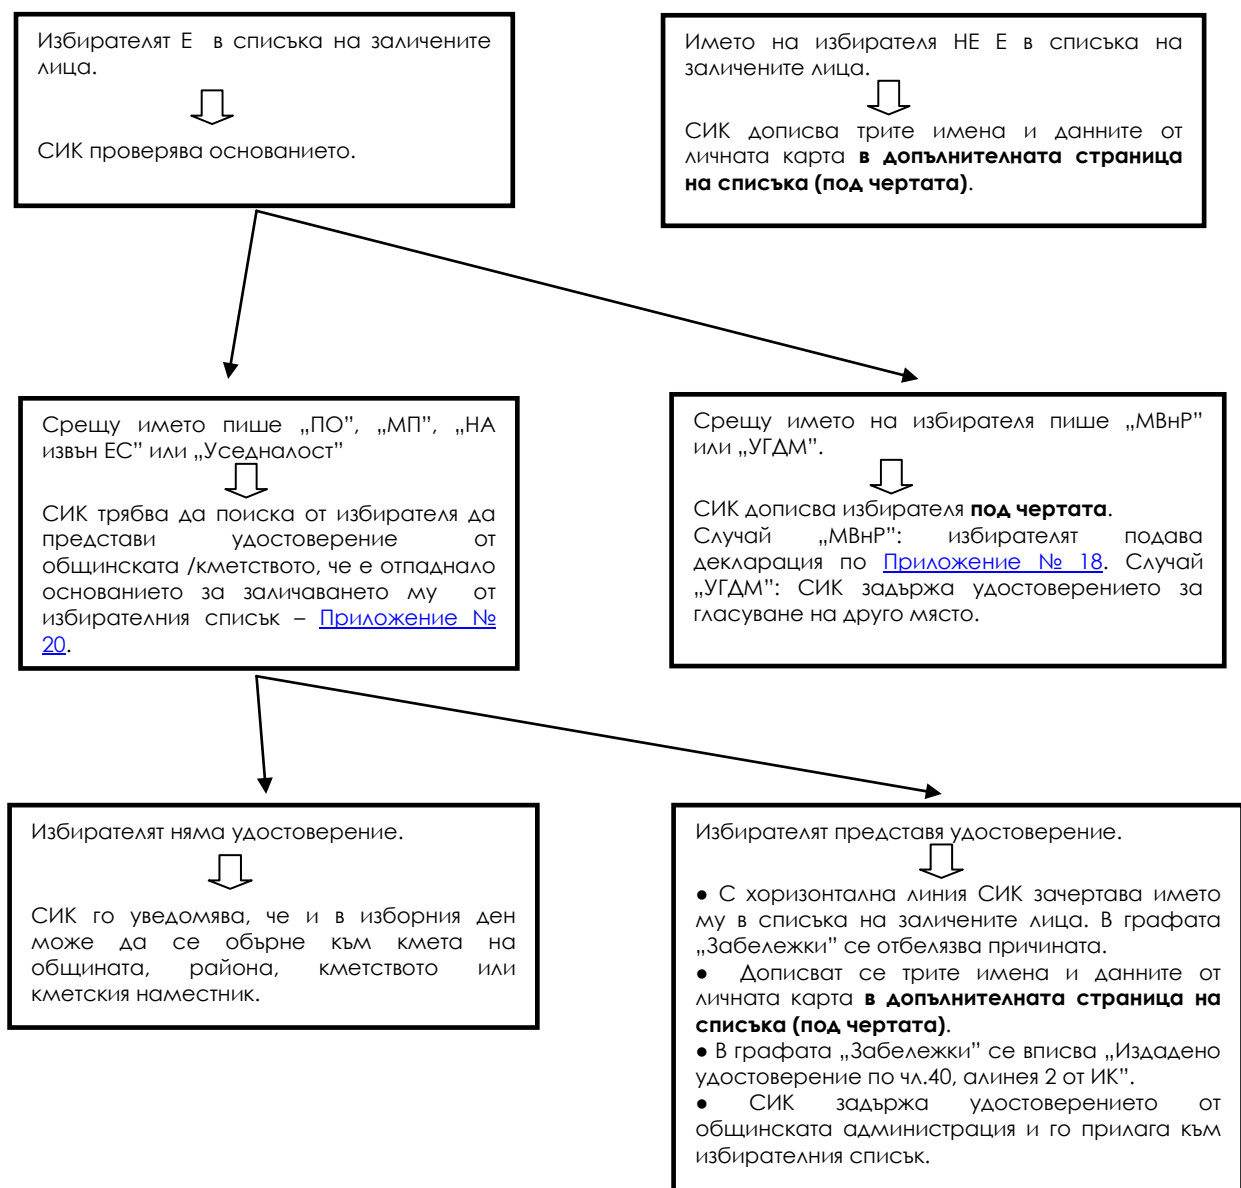 Избирателят Е в списъка на заличените
лица.
СИК проверява основанието.
Името на избирателя НЕ Е в списъка на
заличените лица.
СИК дописва трите имена и данните от
личната карта в допълнителната страница
на списъка (под чертата).
Срещу името пише „ПО”, „МП”, „НА
извън ЕС” или „Уседналост”
СИК трябва да поиска от избирателя да
представи удостоверение от
общинската /кметството, че е отпаднало
основанието за заличаването му от
избирателния списък – Приложение №
20.
Срещу името на избирателя пише „МВнР”
или „УГДМ”.
СИК дописва избирателя под чертата.
Случай „МВнР”: избирателят подава
декларация по Приложение № 18. Случай
„УГДМ”: СИК задържа удостоверението за
гласуване на друго място.
Избирателят няма удостоверение.
СИК го уведомява, че и в изборния ден
може да се обърне към кмета на
общината, района, кметството или
кметския наместник.
Избирателят представя удостоверение.
● С хоризонтална линия СИК зачертава името
му в списъка на заличените лица. В графата
„Забележки” се отбелязва причината.
● Дописват се трите имена и данните от
личната карта в допълнителната страница на
списъка (под чертата).
● В графата „Забележки” се вписва „Издадено
удостоверение по чл.40, алинея 2 от ИК”.
● СИК задържа удостоверението от
общинската администрация и го прилага към
избирателния списък.